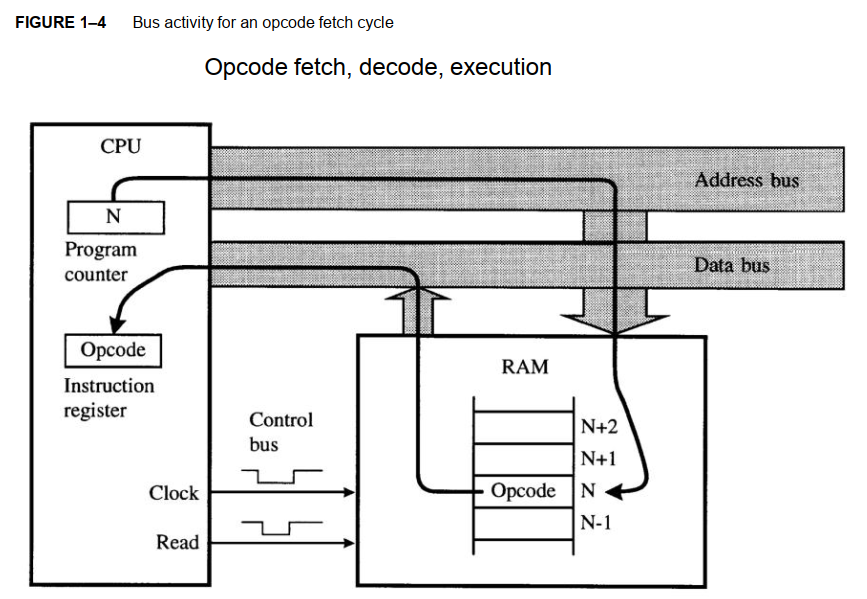 FIGURE 1–4 Bus activity for an opcode fetch cycle
Opcode fetch, decode, execution
CPU
Address bus
N
Program
counter
Data bus
Opcode
Instruction
register
RAM
Control
bus
N+2
N+1
Clock
Opcode N
N-1
Read